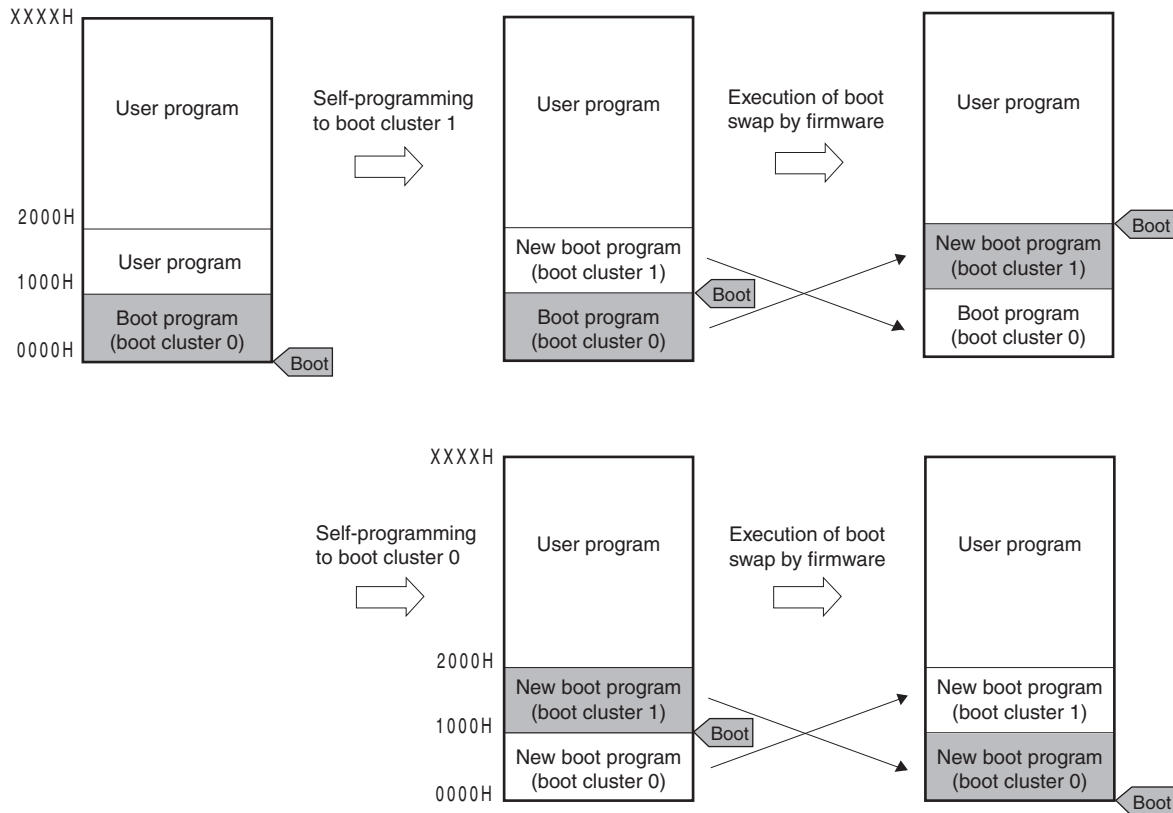 XXXXH
User program
2000H
User program
1000H
Boot program
(boot cluster 0)
0000H
Boot
Self-programming
to boot cluster 1
User program
New boot program
(boot cluster 1)
Boot
Boot program
(boot cluster 0)
Execution of boot
swap by firmware
User program
Boot
New boot program
(boot cluster 1)
Boot program
(boot cluster 0)
Self-programming
to boot cluster 0
XXXXH
User program
2000H
New boot program
(boot cluster 1)
1000H
Boot
New boot program
(boot cluster 0)
0000H
Execution of boot
swap by firmware
User program
New boot program
(boot cluster 1)
New boot program
(boot cluster 0)
Boot